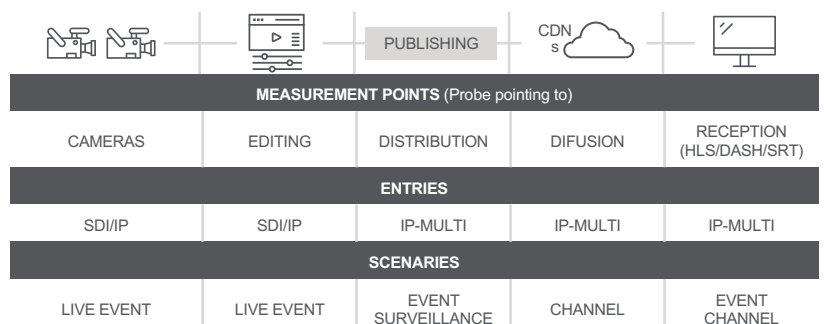 PUBLISHING
CDN
s
MEASUREMENT POINTS (Probe pointing to)
CAMERAS
EDITING
DISTRIBUTION
DIFUSION
RECEPTION
(HLS/DASH/SRT)
ENTRIES
SDI/IP
SDI/IP
IP-MULTI
IP-MULTI
IP-MULTI
SCENARIES
LIVE EVENT
LIVE EVENT
EVENT
SURVEILLANCE
CHANNEL
EVENT
CHANNEL